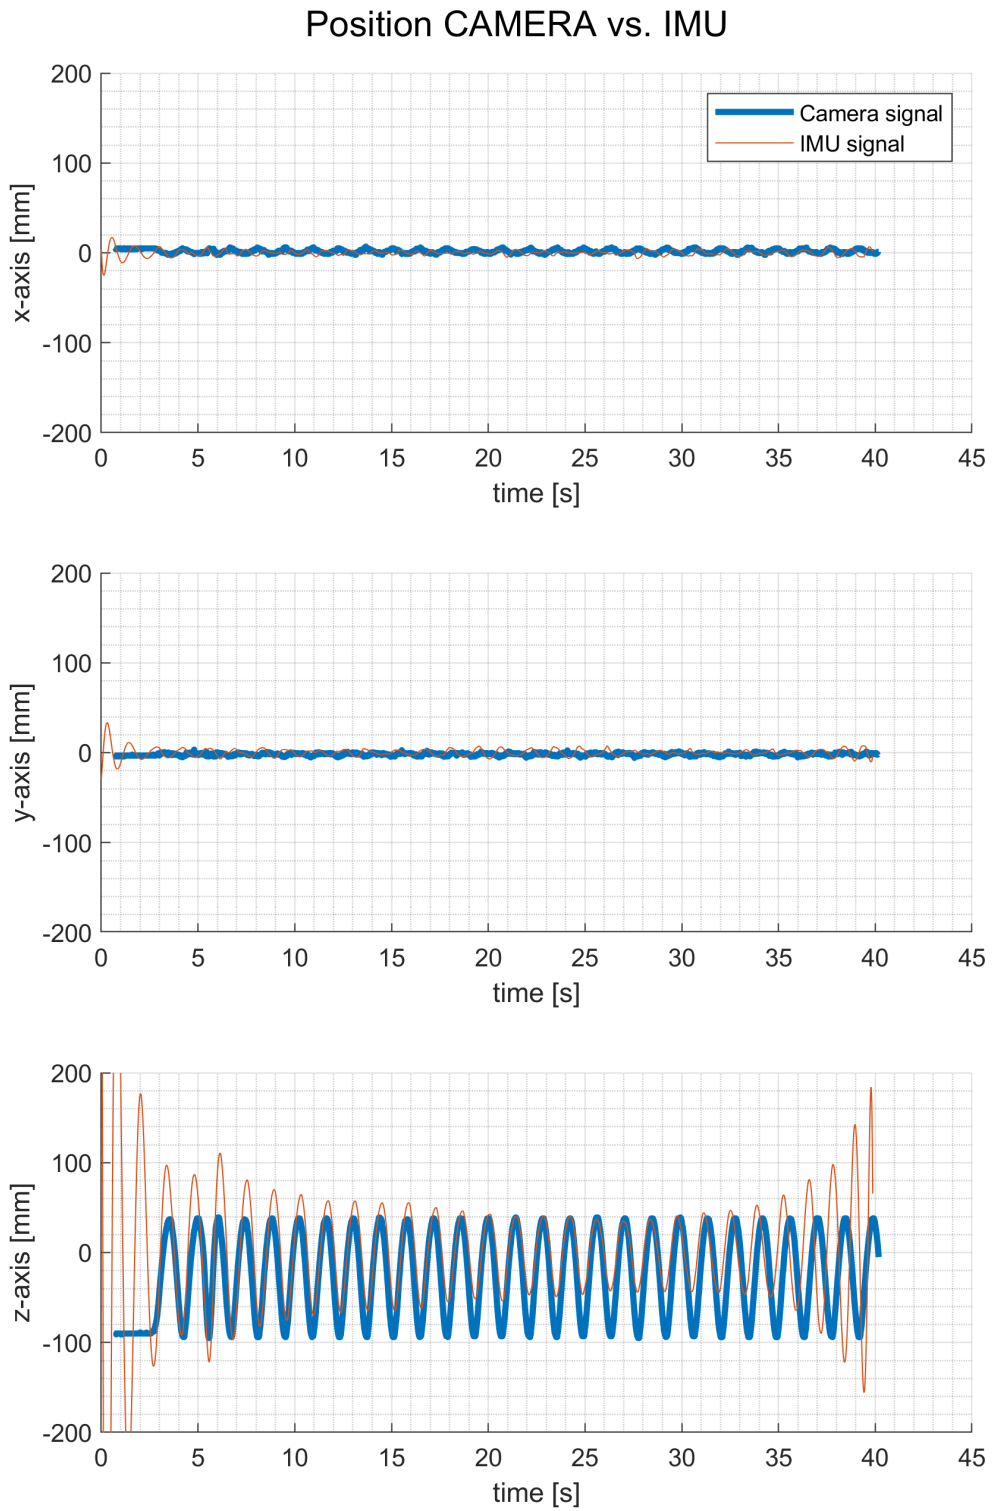 Position CAMERA vs. IMU
200
100
0
-100
-200
x-axis [mm]
Camera signal
IMU signal
0 5 10 15 20 25 30 35 40 45
time [s]
200
100
0
-100
-200
y-axis [mm]
0 5 10 15 20 25 30 35 40 45
time [s]
200
100
0
-100
-200
z-axis [mm]
0 5 10 15 20 25 30 35 40 45
time [s]